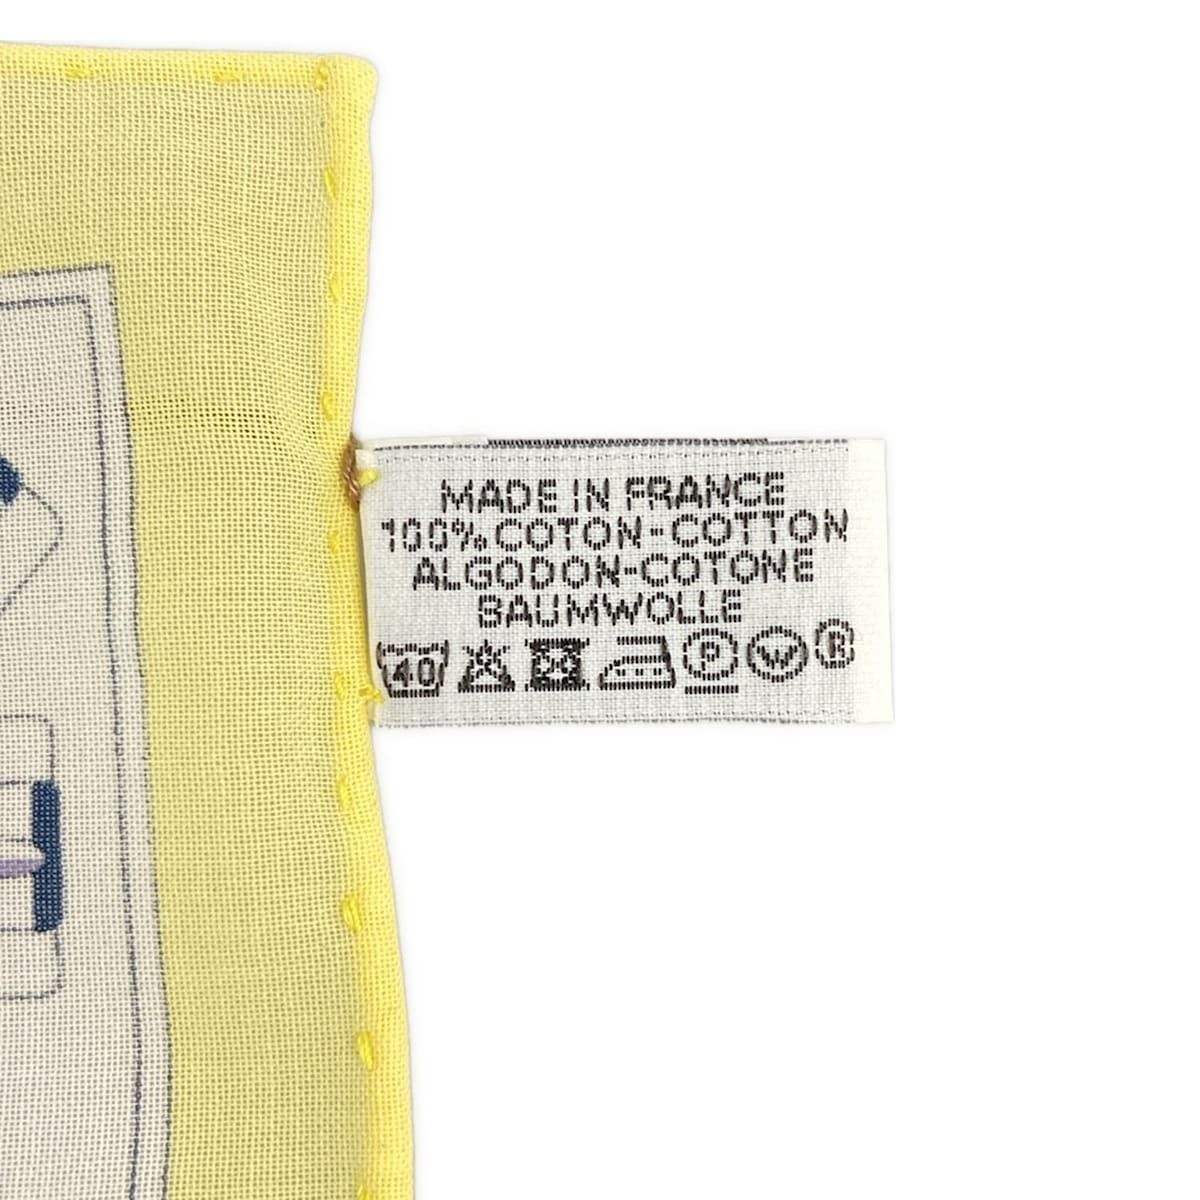 MADE IN FRANCE
100% COTON-COTTON
ALGODON-COTONE
BAUMWOLLE
40 P W ®